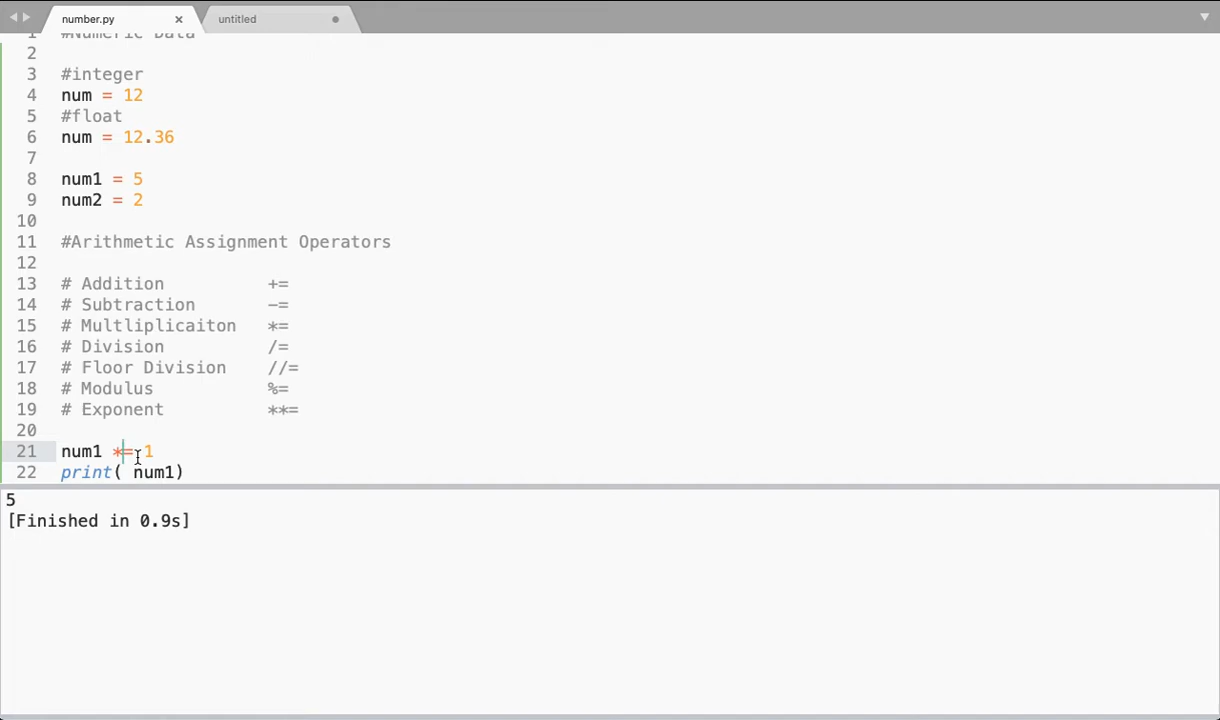 number.py × untitled
1 #Numeric Data
2
3 #integer
4 num = 12
5 #float
6 num = 12.36
7
8 num1 = 5
9 num2 = 2
10
11 #Arithmetic Assignment Operators
12
13 # Addition +=
14 # Subtraction -=
15 # Multliplicaiton *=
16 # Division /=
17 # Floor Division //=
18 # Modulus %=
19 # Exponent **=
20
21 num1 *= 1
22 print( num1)
5
[Finished in 0.9s]